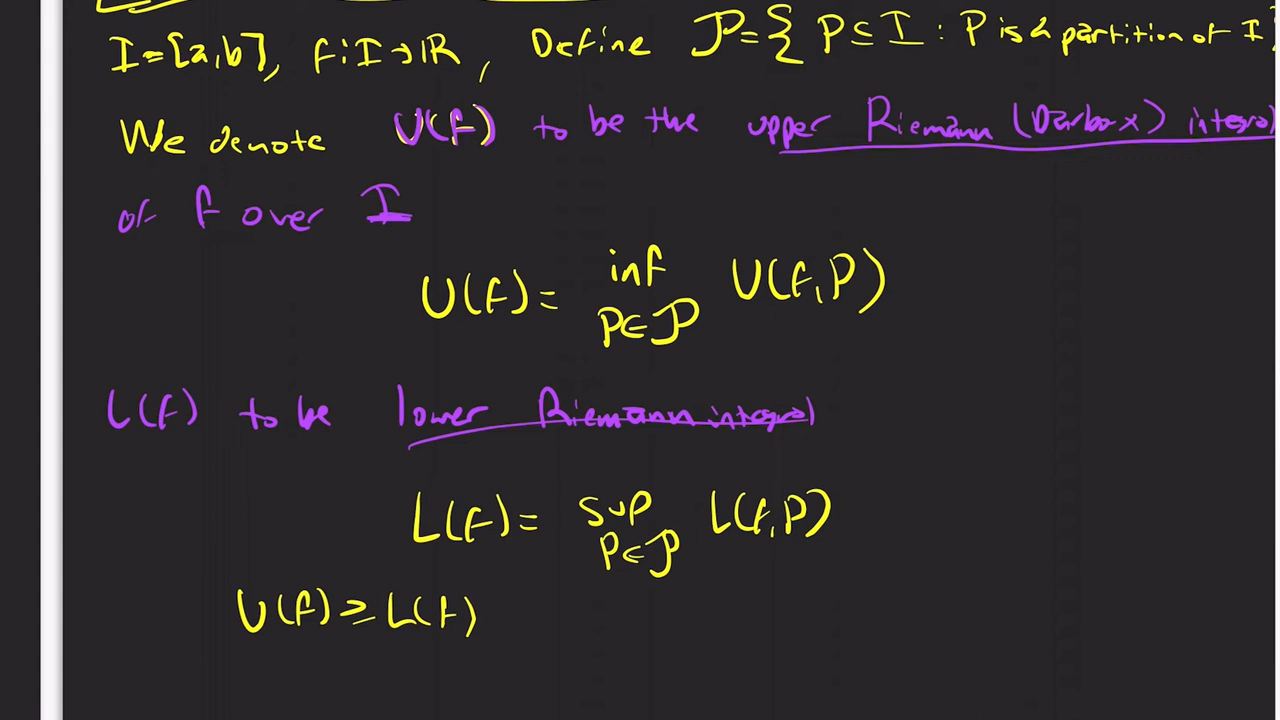 I=[a,b], f:I→ℝ, Define 𝒫={ P⊆I : P is a partition of I}
We denote U(f) to be the upper Riemann (Darbox) integral
of f over I
U(f)= inf P∈𝒫 U(f,P)
L(f) to be lower Riemann integral
L(f)= sup P∈𝒫 L(f,P)
U(f)≥L(f)